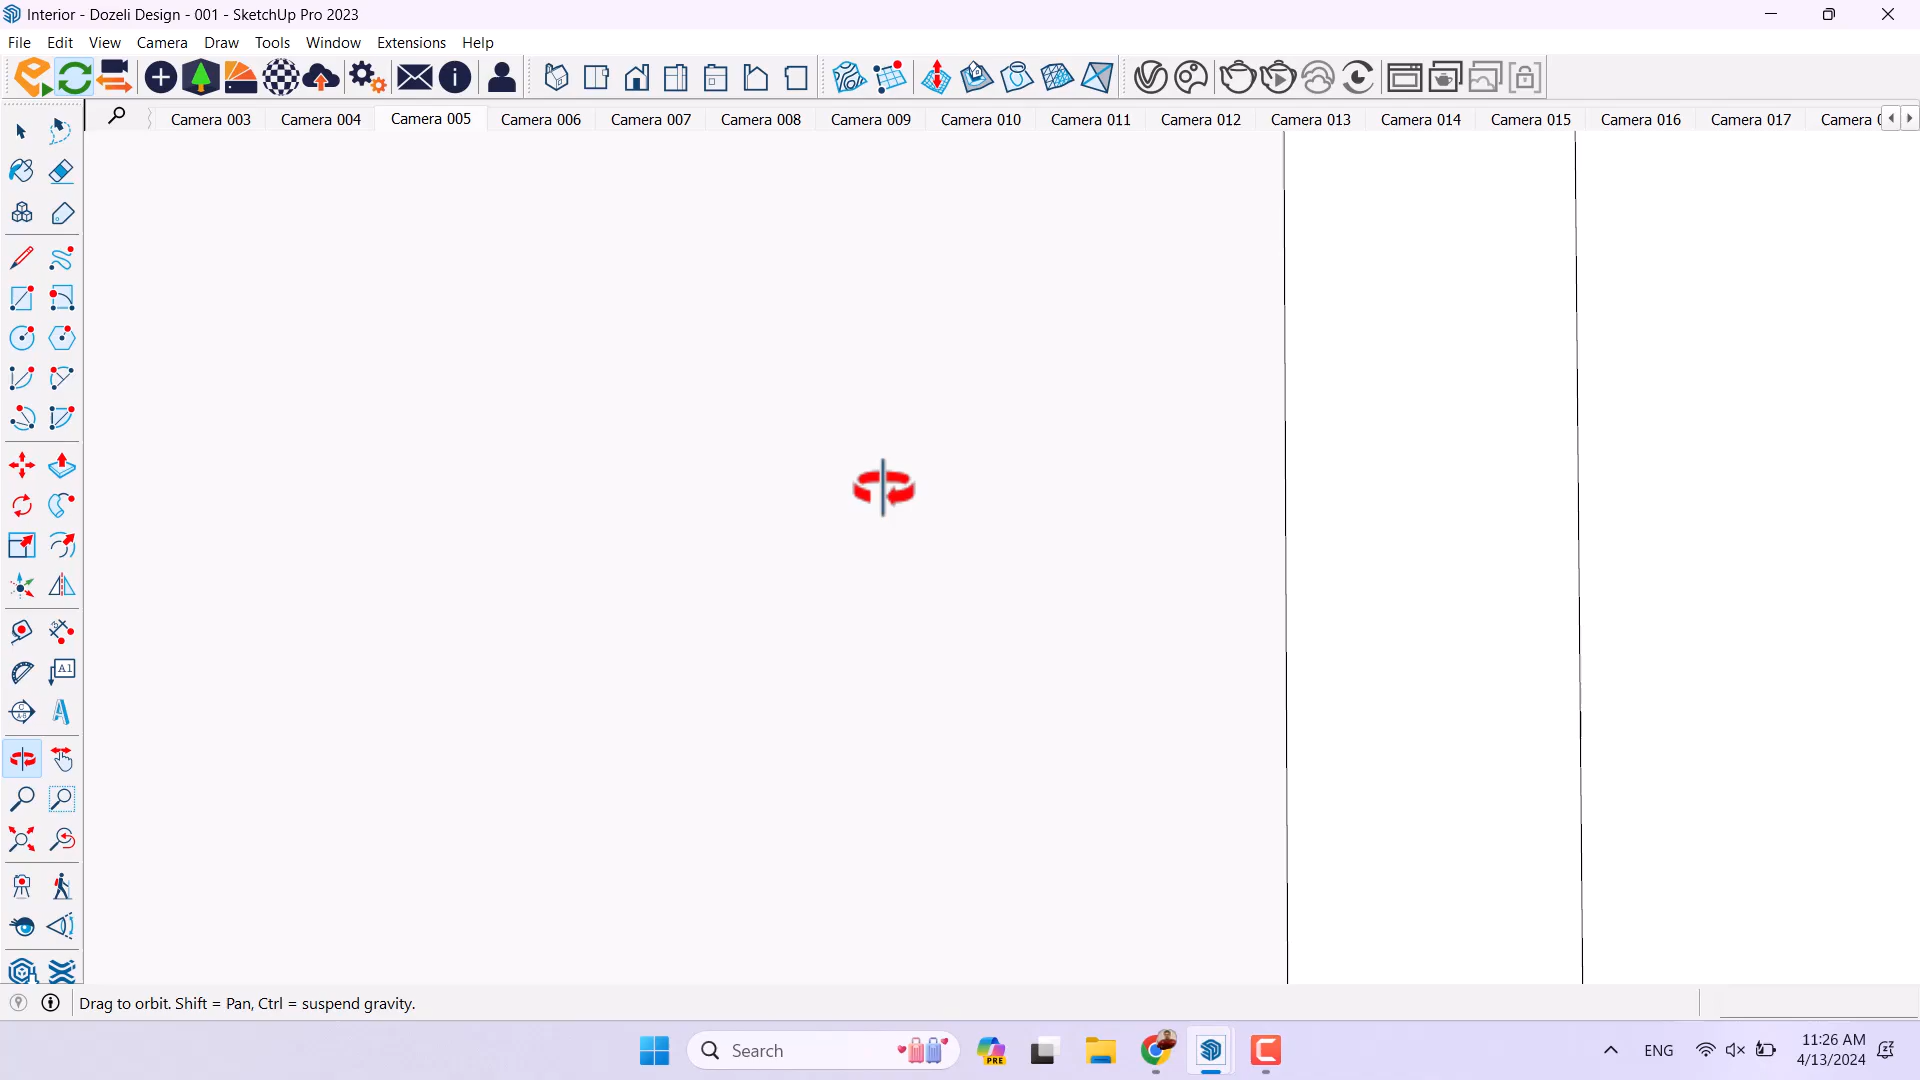 Interior - Dozeli Design - 001 - SketchUp Pro 2023
File Edit View Camera Draw Tools Window Extensions Help
Camera 003 Camera 004 Camera 005 Camera 006 Camera 007 Camera 008 Camera 009 Camera 010 Camera 011 Camera 012 Camera 013 Camera 014 Camera 015 Camera 016 Camera 017 Camera
A1
Drag to orbit. Shift = Pan, Ctrl = suspend gravity.
Search
PRE
ENG
11:26 AM
4/13/2024